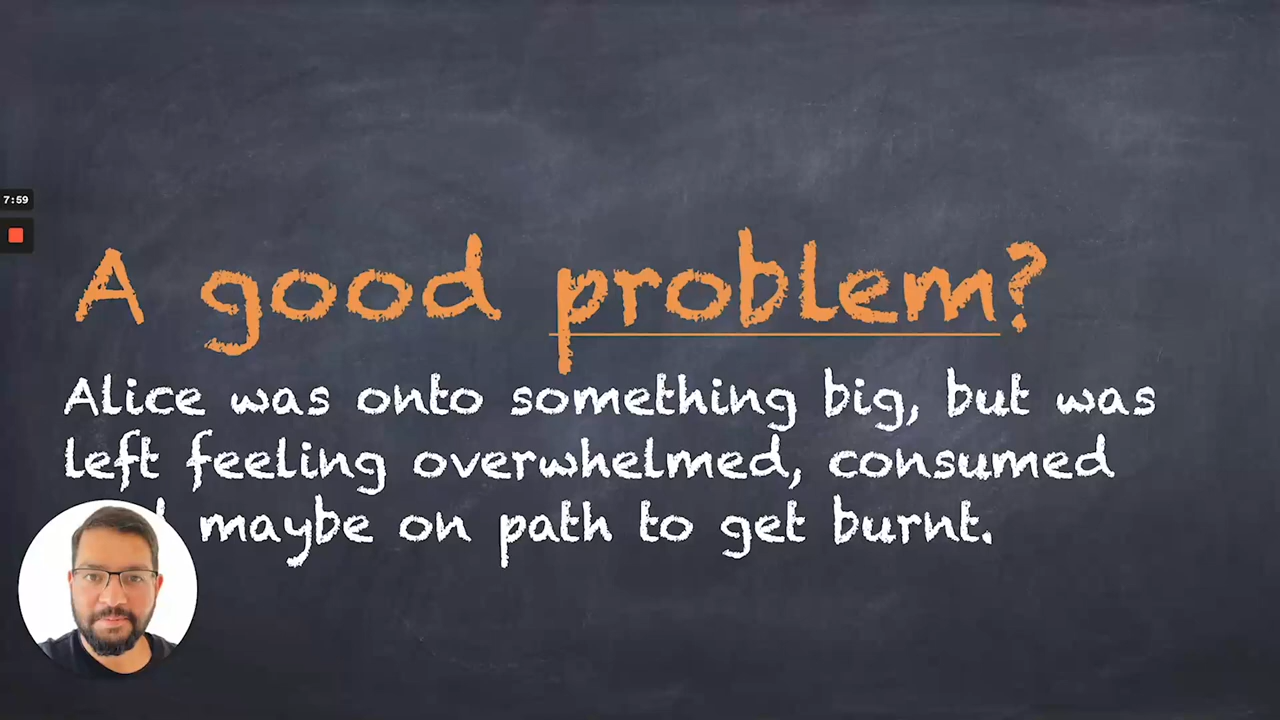 7:59
A good problem?
Alice was onto something big, but was
left feeling overwhelmed, consumed
maybe on path to get burnt.